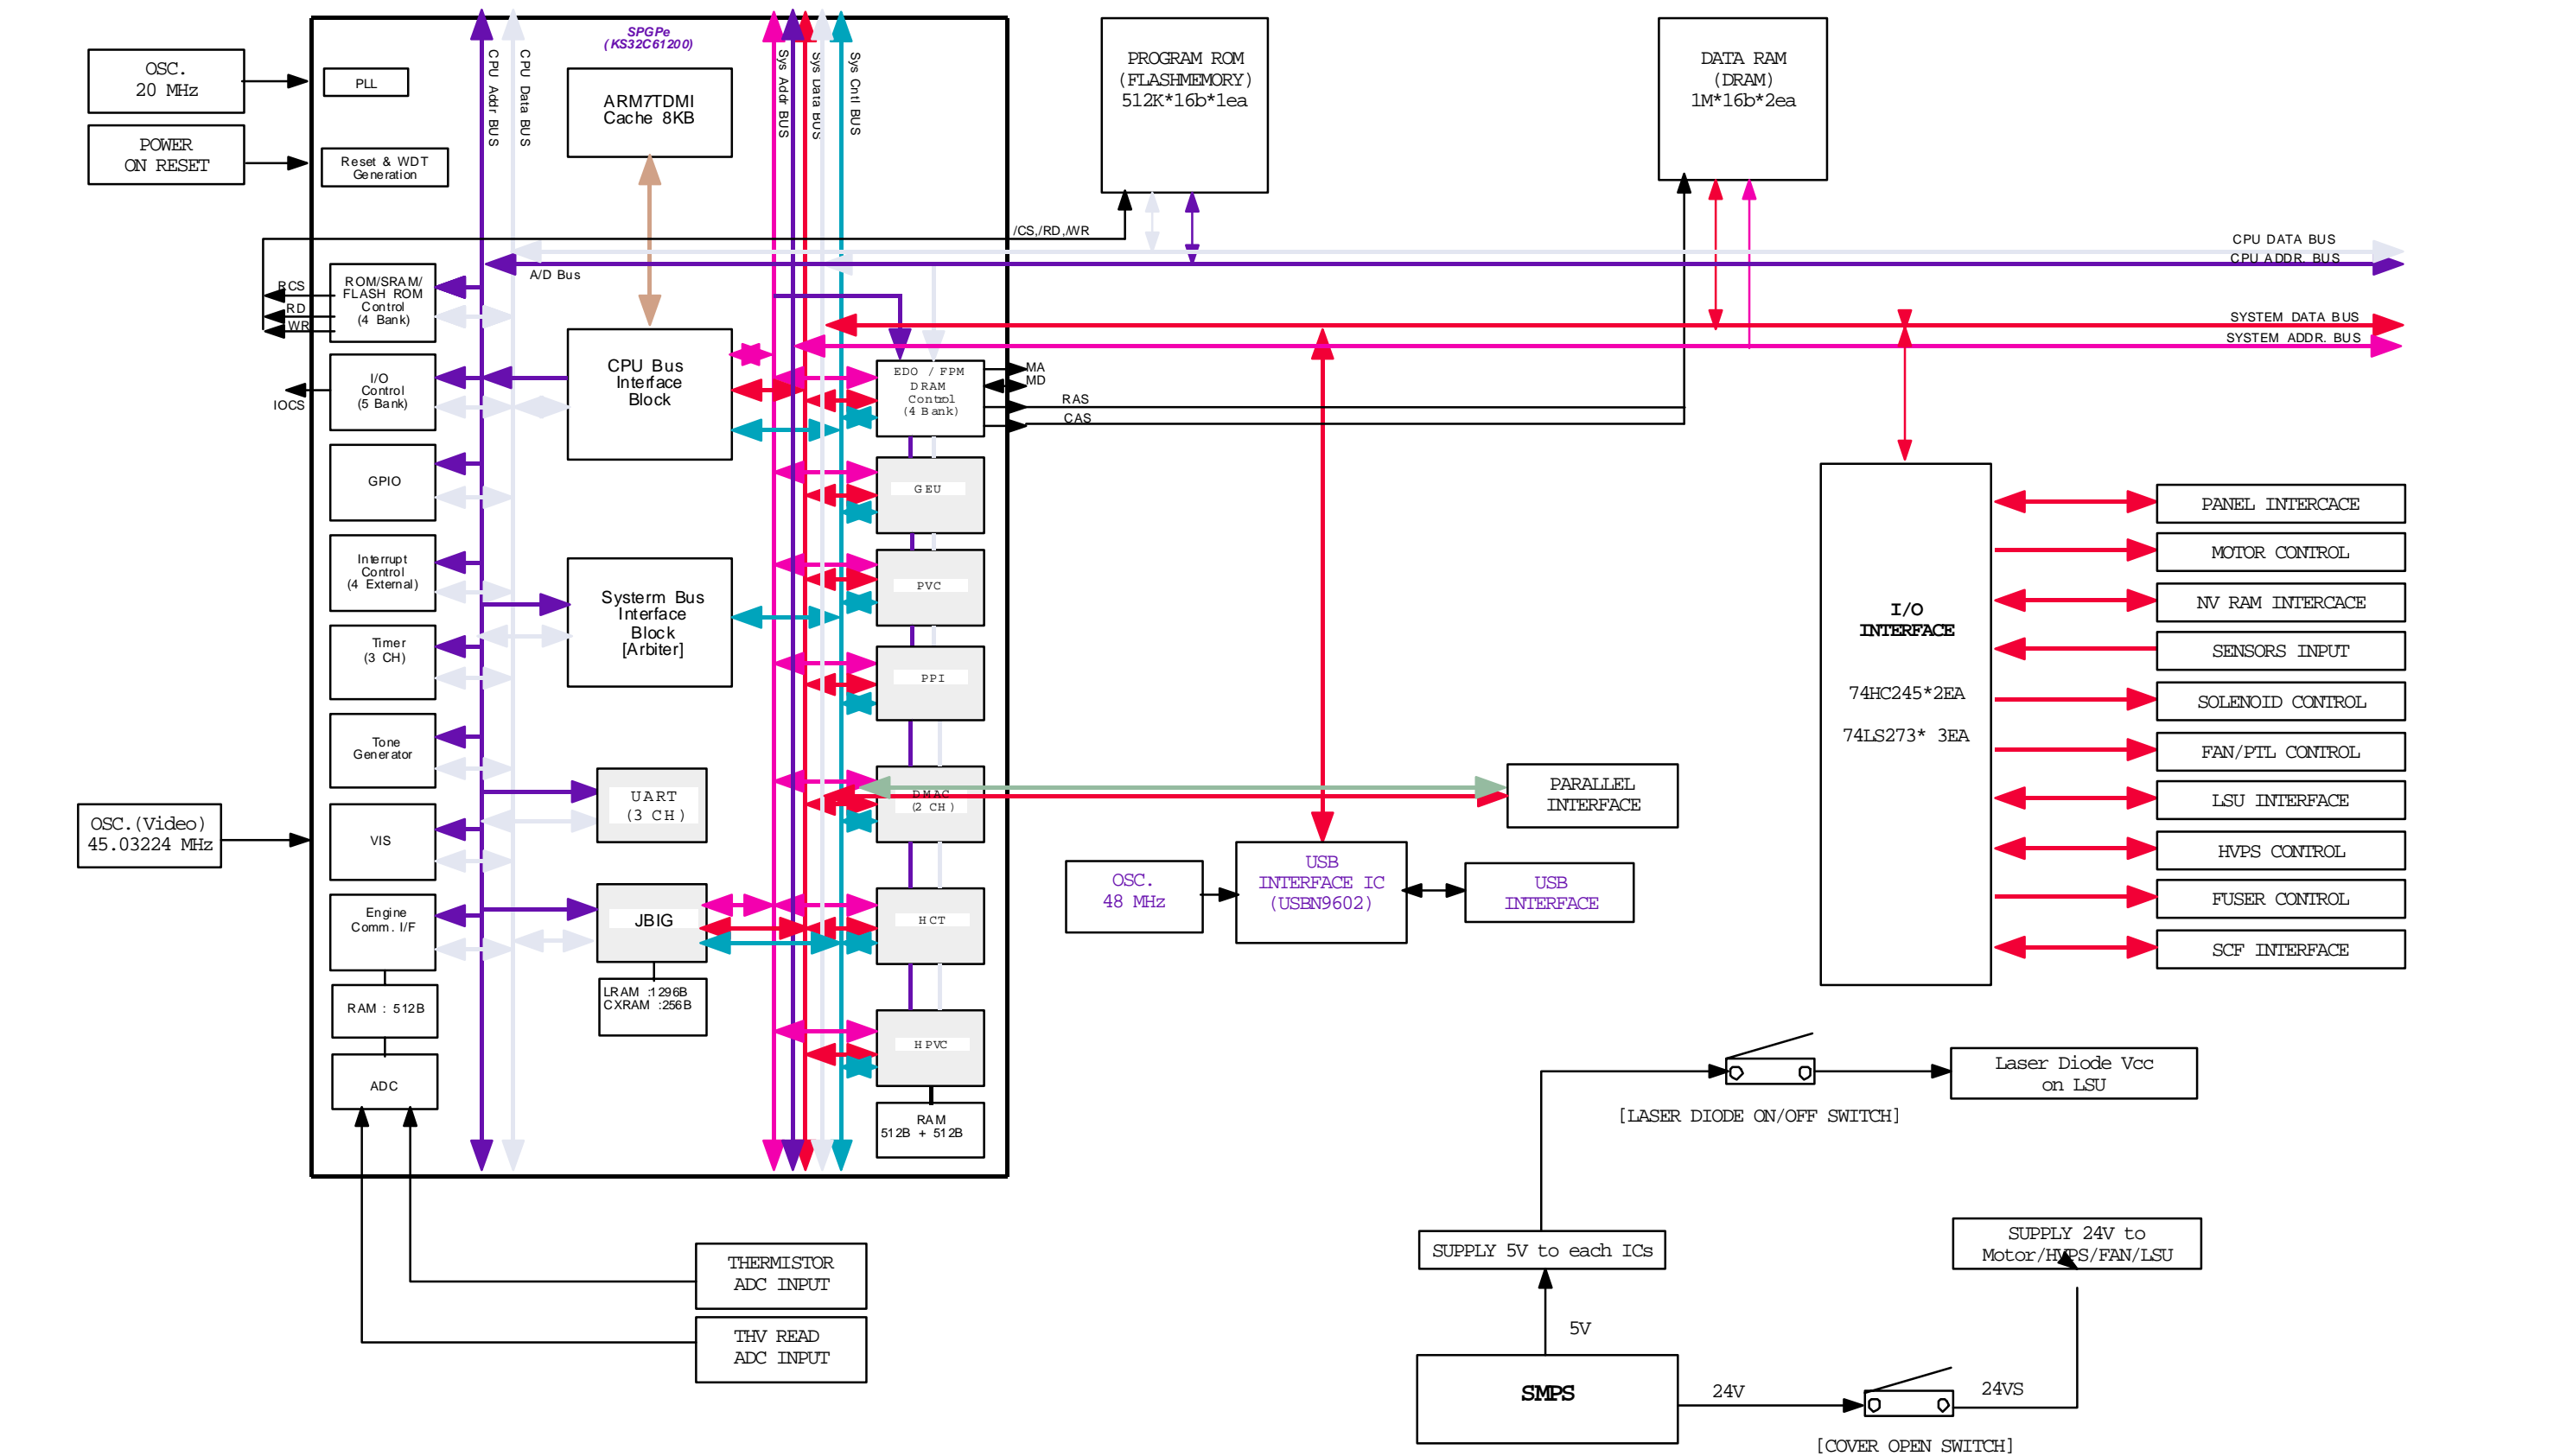 SPGPe
(KS32C61200)
OSC.
20 MHz
POWER
ON RESET
PLL
Reset & WDT
Generation
CPU Addr BUS
CPU Data BUS
ARM7TDMI
Cache 8KB
Sys Addr BUS
Sys Data BUS
Sys Cntl BUS
PROGRAM ROM
(FLASHMEMORY)
512K*16b*1ea
DATA RAM
(DRAM)
1M*16b*2ea
/CS,/RD,/WR
A/D Bus
CPU DATA BUS
CPU ADDR. BUS
SYSTEM DATA BUS
SYSTEM ADDR. BUS
RCS
RD
WR
ROM/SRAM/
FLASH ROM
Control
(4 Bank)
I/O
Control
(5 Bank)
IOCS
GPIO
Interrupt
Control
(4 External)
Timer
(3 CH)
Tone
Generator
VIS
Engine
Comm. I/F
RAM : 512B
ADC
OSC.(Video)
45.03224 MHz
CPU Bus
Interface
Block
Systerm Bus
Interface
Block
[Arbiter]
UART
(3 CH)
JBIG
LRAM :1296B
CXRAM :256B
EDO / FPM
DRAM
Control
(4 Bank)
MA
MD
RAS
CAS
GEU
PVC
PPI
DMAC
(2 CH)
HCT
HPVC
RAM
512B + 512B
PARALLEL
INTERFACE
OSC.
48 MHz
USB
INTERFACE IC
(USBN9602)
USB
INTERFACE
I/O
INTERFACE
74HC245*2EA
74LS273* 3EA
PANEL INTERCACE
MOTOR CONTROL
NV RAM INTERCACE
SENSORS INPUT
SOLENOID CONTROL
FAN/PTL CONTROL
LSU INTERFACE
HVPS CONTROL
FUSER CONTROL
SCF INTERFACE
Laser Diode Vcc
on LSU
[LASER DIODE ON/OFF SWITCH]
SUPPLY 5V to each ICs
SUPPLY 24V to
Motor/HVPS/FAN/LSU
5V
SMPS
24V
24VS
[COVER OPEN SWITCH]
THERMISTOR
ADC INPUT
THV READ
ADC INPUT